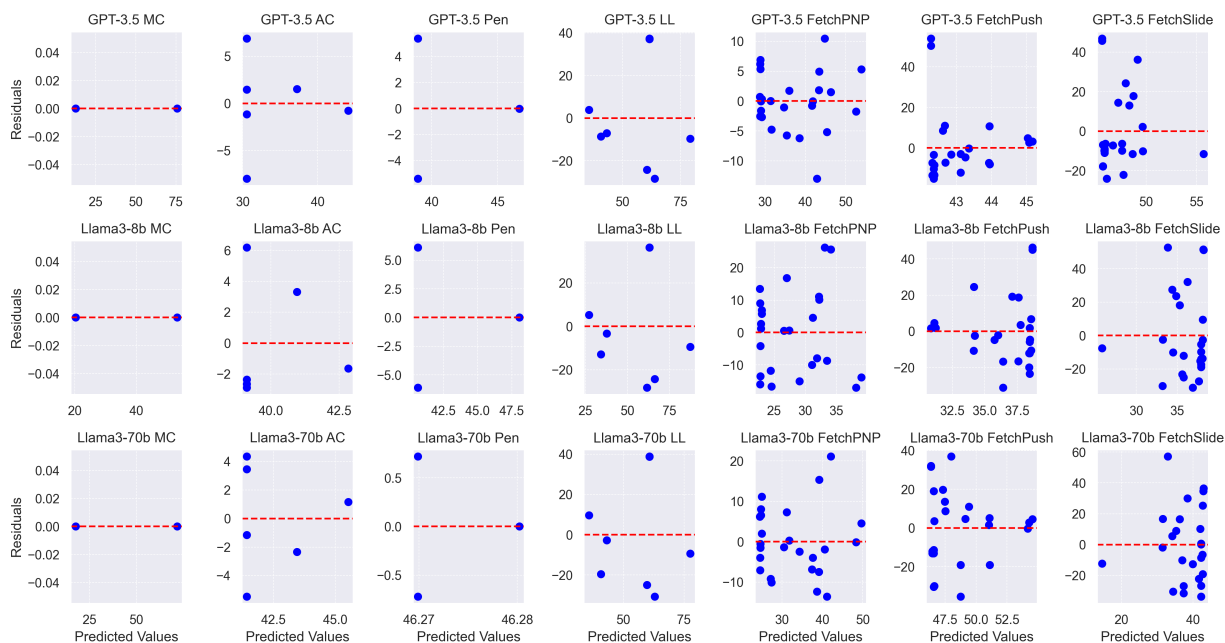 GPT-3.5 MC GPT-3.5 AC GPT-3.5 Pen GPT-3.5 LL GPT-3.5 FetchPNP GPT-3.5 FetchPush GPT-3.5 FetchSlide
Residuals
0.04 0.02 0.00 −0.02 −0.04
5 0 −5
4 2 0 −2 −4
40 20 0 −20
10 5 0 −5 −10
40 20 0 −20
40 20 0 −20
25 50 75
30 40
40 45
50 75
30 40 50
43 44 45
50 55
Llama3-8b MC Llama3-8b AC Llama3-8b Pen Llama3-8b LL Llama3-8b FetchPNP Llama3-8b FetchPush Llama3-8b FetchSlide
Residuals
0.04 0.02 0.00 −0.02 −0.04
6 4 2 0 −2
5.0 2.5 0.0 −2.5 −5.0
20 0 −20
20 10 0 −10
40 20 0 −20
40 20 0 −20
20 40
40.0 42.5
42.5 45.0 47.5
25 50 75
25 30 35
32.5 35.0 37.5
30 35
Llama3-70b MC Llama3-70b AC Llama3-70b Pen Llama3-70b LL Llama3-70b FetchPNP Llama3-70b FetchPush Llama3-70b FetchSlide
Residuals
0.04 0.02 0.00 −0.02 −0.04
4 2 0 −2 −4
0.5 0.0 −0.5
40 20 0 −20
20 10 0 −10
40 20 0 −20
60 40 20 0 −20
25 50 75
42.5 45.0
46.27 46.28
50 75
30 40 50
47.5 50.0 52.5
20 30 40
Predicted Values Predicted Values Predicted Values Predicted Values Predicted Values Predicted Values Predicted Values